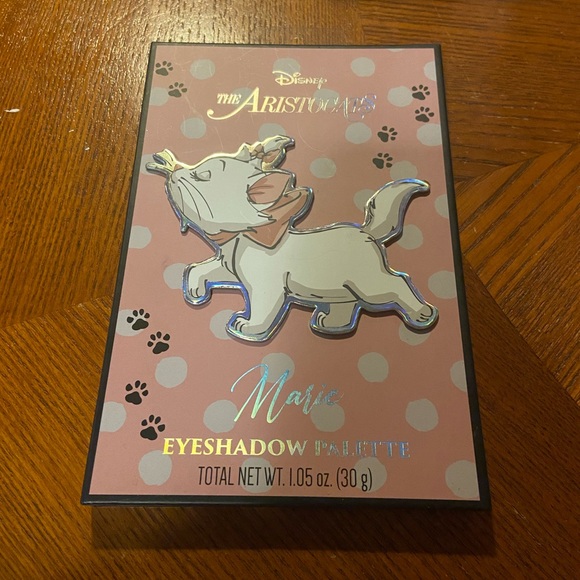 Disney
THE ARISTOCATS
Marie
EYESHADOW PALETTE
TOTAL NET WT. 1.05 oz. (30 g)